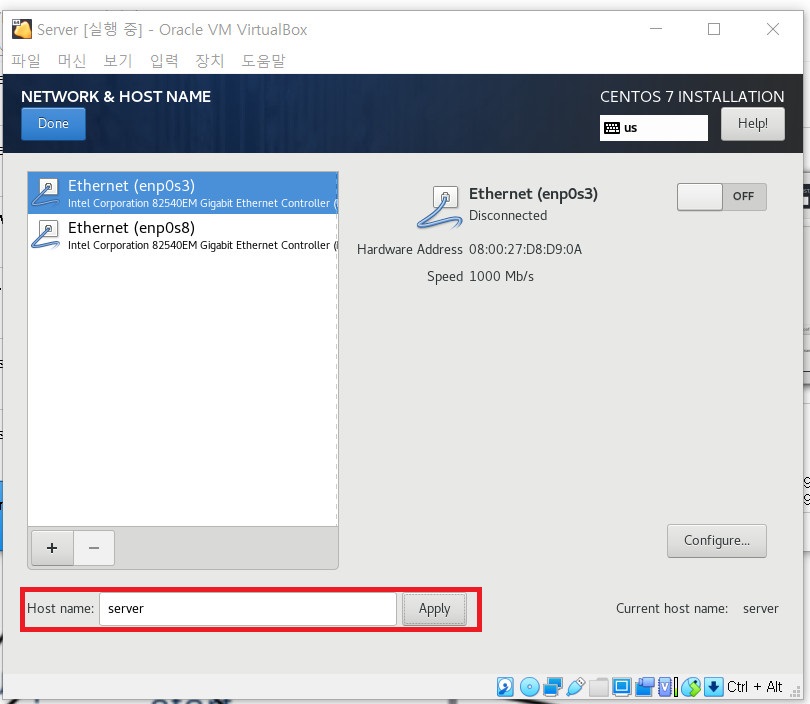 Server [실행 중] - Oracle VM VirtualBox
파일 머신 보기 입력 장치 도움말
NETWORK & HOST NAME
CENTOS 7 INSTALLATION
Done
us
Help!
Ethernet (enp0s3)
Intel Corporation 82540EM Gigabit Ethernet Controller (
Ethernet (enp0s8)
Intel Corporation 82540EM Gigabit Ethernet Controller (
Ethernet (enp0s3)
Disconnected
OFF
Hardware Address 08:00:27:D8:D9:0A
Speed 1000 Mb/s
+ −
Configure...
Host name: server Apply
Current host name: server
Ctrl + Alt